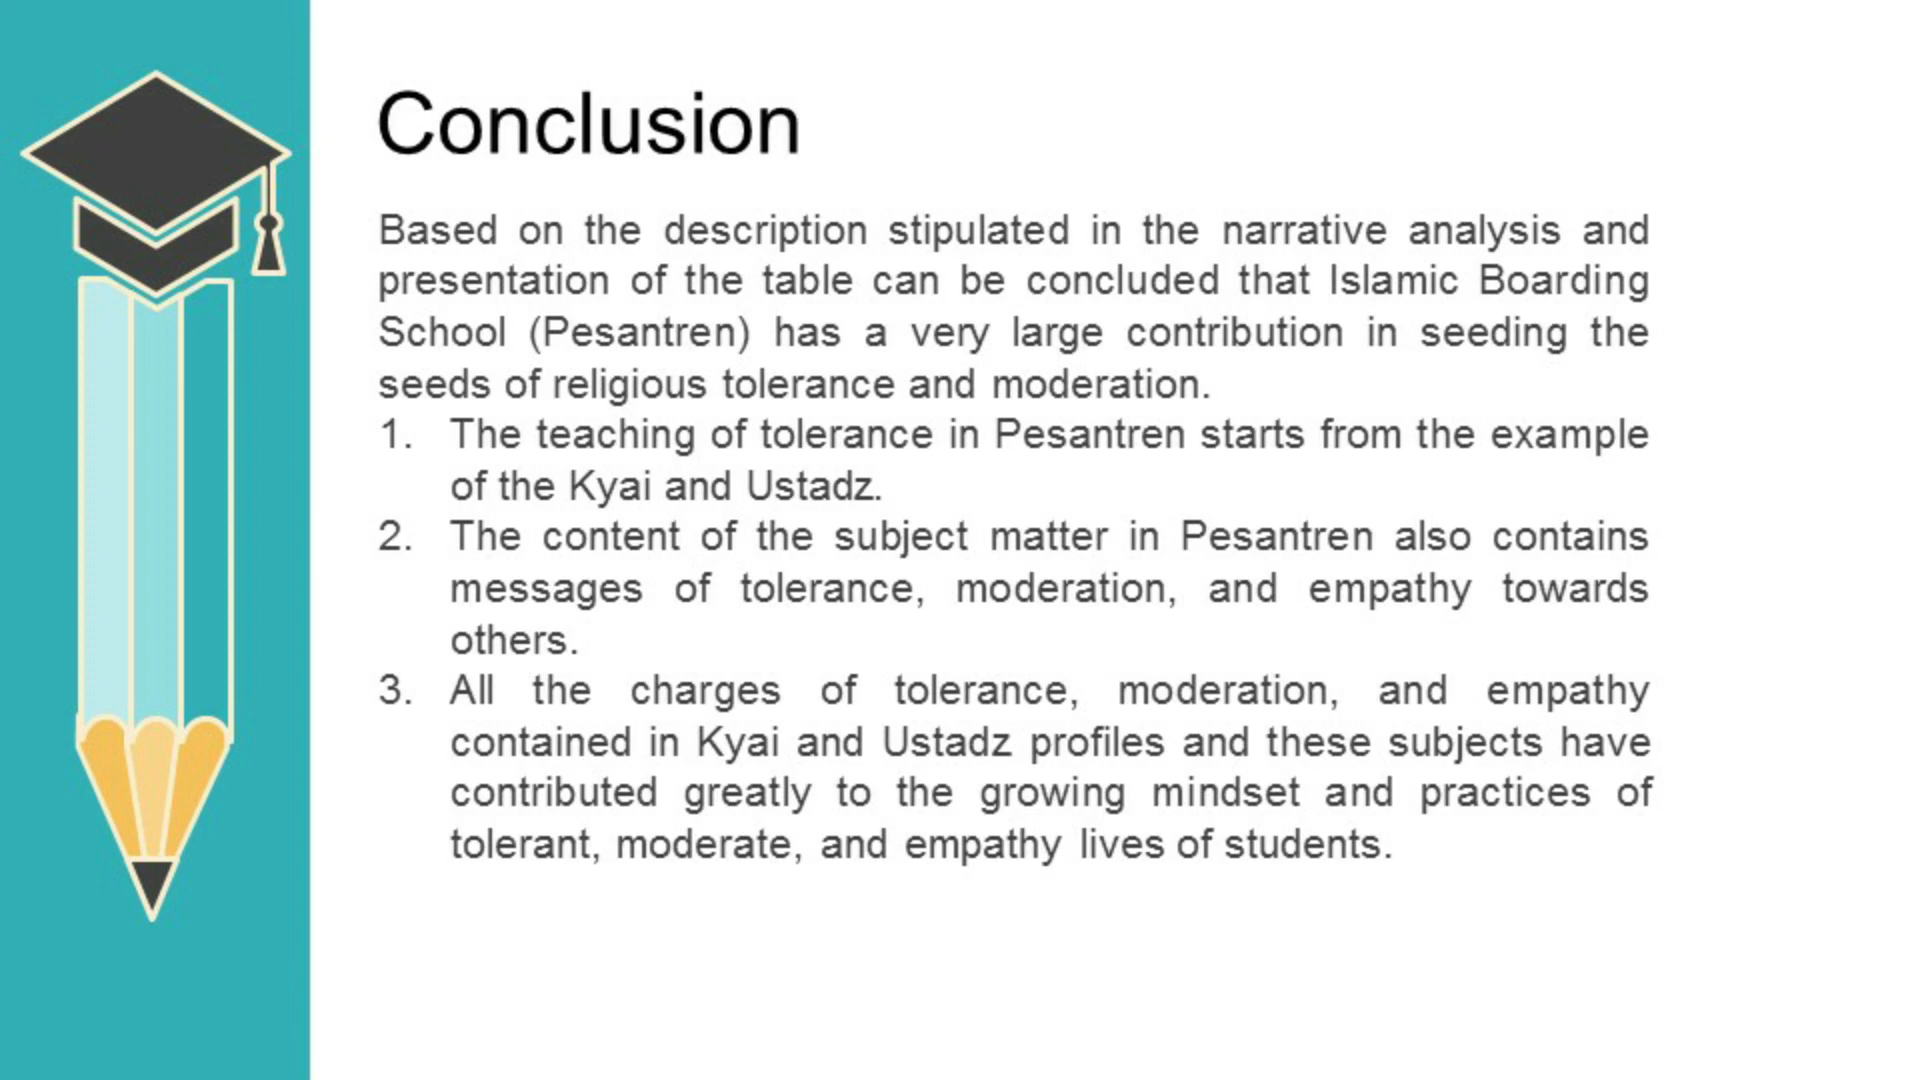 Conclusion
Based on the description stipulated in the narrative analysis and
presentation of the table can be concluded that Islamic Boarding
School (Pesantren) has a very large contribution in seeding the
seeds of religious tolerance and moderation.
1. The teaching of tolerance in Pesantren starts from the example
of the Kyai and Ustadz.
2. The content of the subject matter in Pesantren also contains
messages of tolerance, moderation, and empathy towards
others.
3. All the charges of tolerance, moderation, and empathy
contained in Kyai and Ustadz profiles and these subjects have
contributed greatly to the growing mindset and practices of
tolerant, moderate, and empathy lives of students.